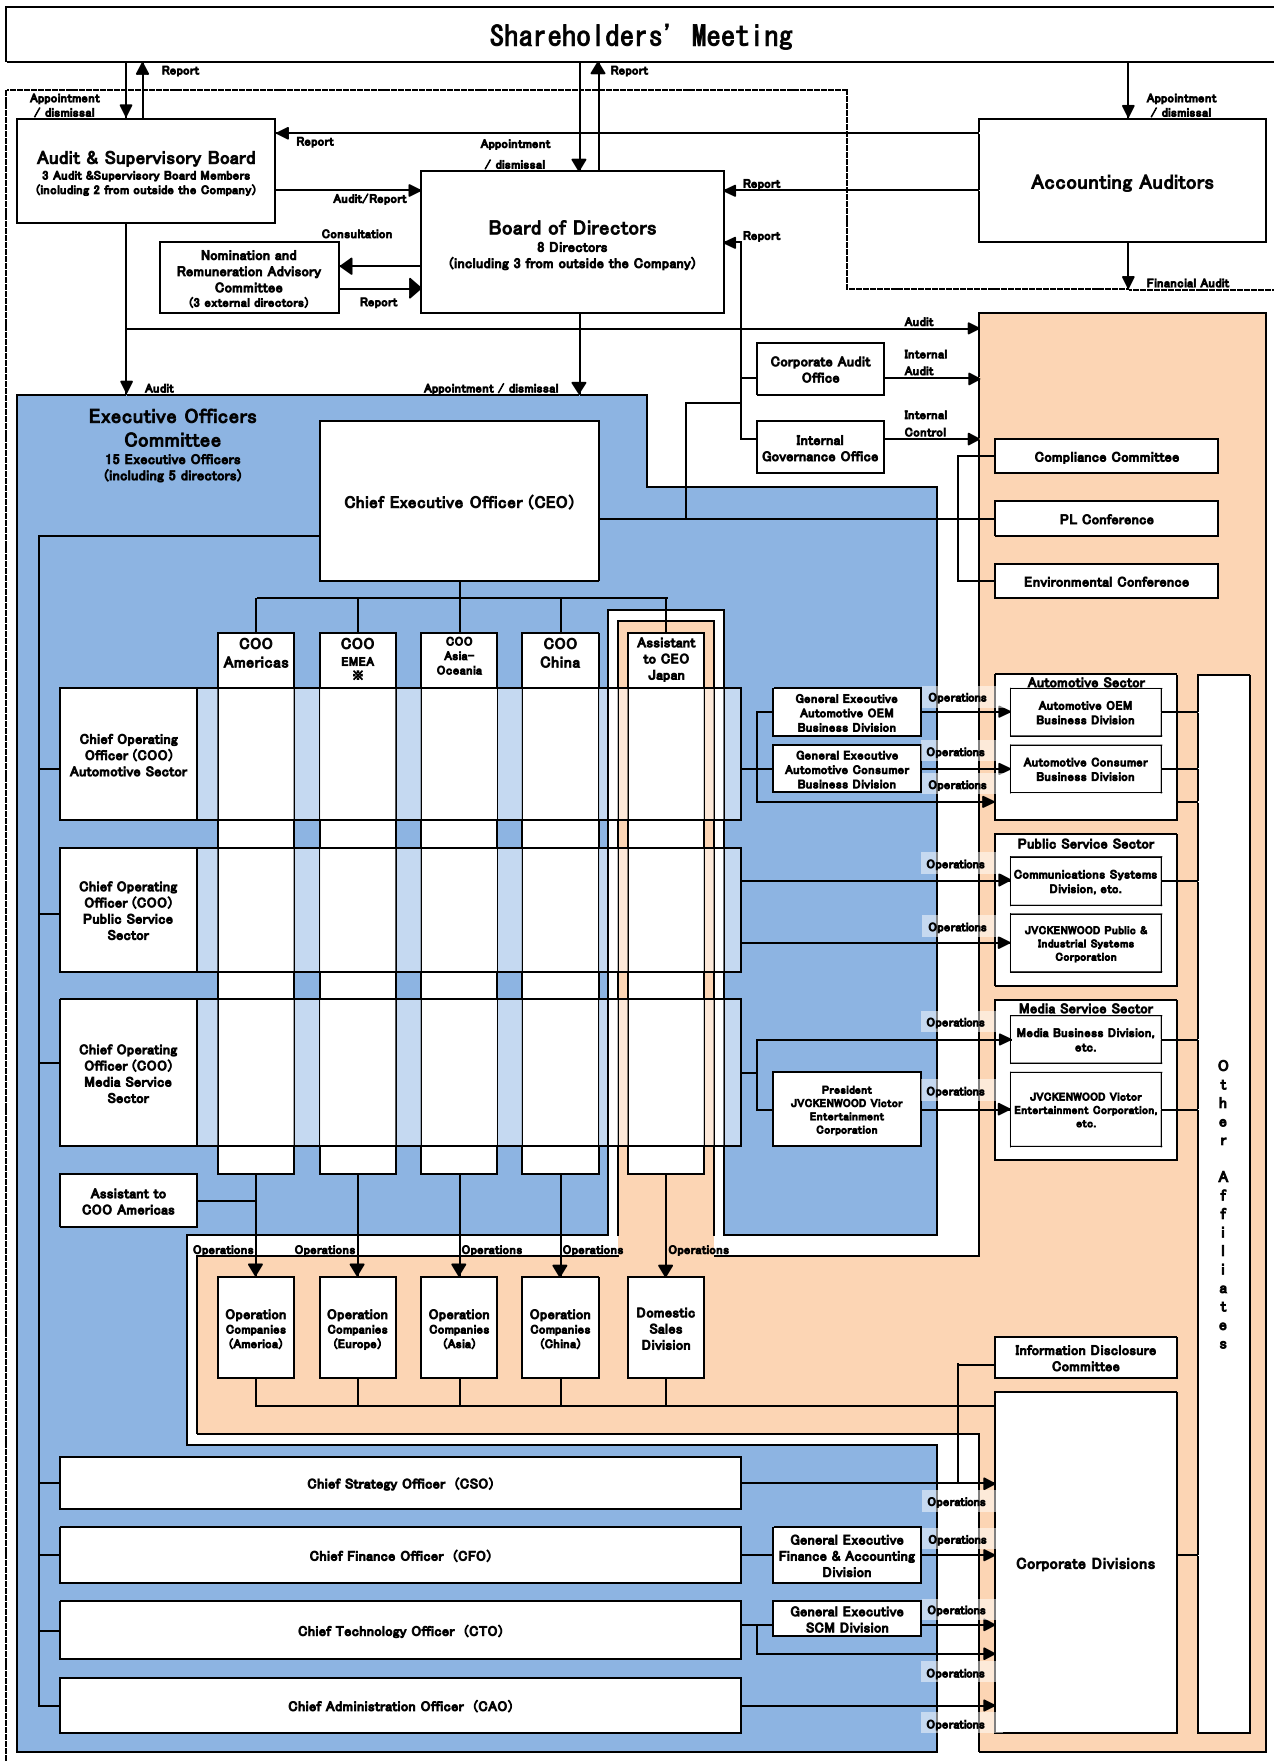 Shareholders' Meeting
Report
Report
Appointment
/ dismissal
Appointment
/ dismissal
Appointment
/ dismissal
Audit & Supervisory Board
3 Audit &Supervisory Board Members
(including 2 from outside the Company)
Report
Audit/Report
Board of Directors
8 Directors
(including 3 from outside the Company)
Report
Report
Accounting Auditors
Financial Audit
Consultation
Nomination and
Remuneration Advisory
Committee
(3 external directors)
Report
Audit
Audit
Appointment / dismissal
Corporate Audit
Office
Internal
Audit
Internal
Governance Office
Internal
Control
Executive Officers
Committee
15 Executive Officers
(including 5 directors)
Chief Executive Officer (CEO)
Compliance Committee
PL Conference
Environmental Conference
COO
Americas
COO
EMEA
※
COO
Asia-
Oceania
COO
China
Assistant
to CEO
Japan
Chief Operating
Officer (COO)
Automotive Sector
General Executive
Automotive OEM
Business Division
Operations
General Executive
Automotive Consumer
Business Division
Operations
Operations
Automotive Sector
Automotive OEM
Business Division
Automotive Consumer
Business Division
Chief Operating
Officer (COO)
Public Service
Sector
Operations
Operations
Public Service Sector
Communications Systems
Division, etc.
JVCKENWOOD Public &
Industrial Systems
Corporation
Chief Operating
Officer (COO)
Media Service
Sector
Operations
President
JVCKENWOOD Victor
Entertainment
Corporation
Operations
Media Service Sector
Media Business Division,
etc.
JVCKENWOOD Victor
Entertainment Corporation,
etc.
Other Affiliates
Assistant to
COO Americas
Operations
Operations
Operations
Operations
Operations
Operation
Companies
(America)
Operation
Companies
(Europe)
Operation
Companies
(Asia)
Operation
Companies
(China)
Domestic
Sales
Division
Information Disclosure
Committee
Chief Strategy Officer (CSO)
Operations
Chief Finance Officer (CFO)
General Executive
Finance & Accounting
Division
Operations
Corporate Divisions
Chief Technology Officer (CTO)
General Executive
SCM Division
Operations
Operations
Chief Administration Officer (CAO)
Operations